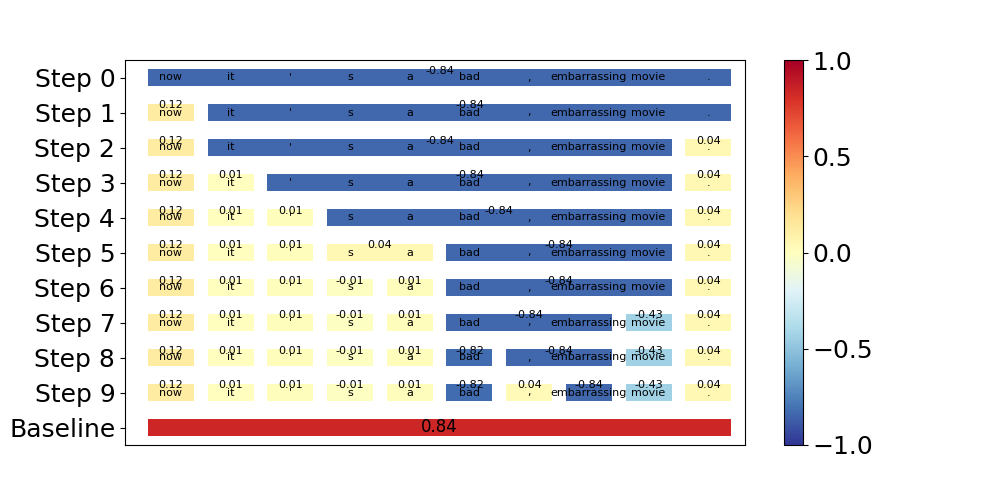 1.0
-0.84
Step 0 now it ' s a bad , embarrassing movie .
0.12 -0.84
Step 1 now it ' s a bad , embarrassing movie .
0.12 -0.84 0.04
Step 2 now it ' s a bad , embarrassing movie .
0.12 0.01 -0.84 0.04
Step 3 now it ' s a bad , embarrassing movie .
0.5
0.12 0.01 0.01 -0.84 0.04
Step 4 now it ' s a bad , embarrassing movie .
0.12 0.01 0.01 0.04 -0.84 0.04
Step 5 now it ' s a bad , embarrassing movie .
0.0
0.12 0.01 0.01 -0.01 0.01 -0.84 0.04
Step 6 now it ' s a bad , embarrassing movie .
0.12 0.01 0.01 -0.01 0.01 -0.84 -0.43 0.04
Step 7 now it ' s a bad , embarrassing movie .
−0.5
0.12 0.01 0.01 -0.01 0.01 -0.82 -0.84 -0.43 0.04
Step 8 now it ' s a bad , embarrassing movie .
0.12 0.01 0.01 -0.01 0.01 -0.82 0.04 -0.84 -0.43 0.04
Step 9 now it ' s a bad , embarrassing movie .
Baseline 0.84
−1.0